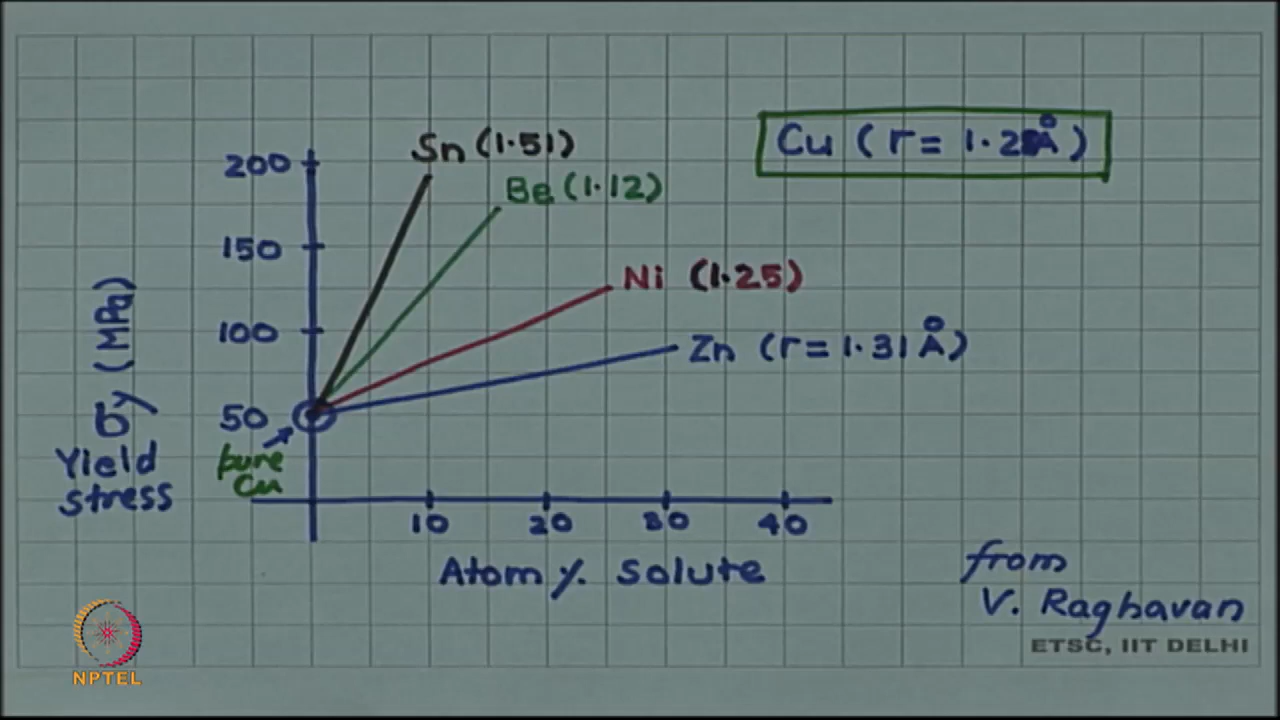 Sn (1.51)
Cu (r = 1.28Å)
200
Be (1.12)
150
Ni (1.25)
100
Zn (r = 1.31 Å)
50
σy (MPa)
Yield
stress
pure
Cu
10 20 30 40
Atom %. Solute
from
V. Raghavan
ETSC, IIT DELHI
NPTEL